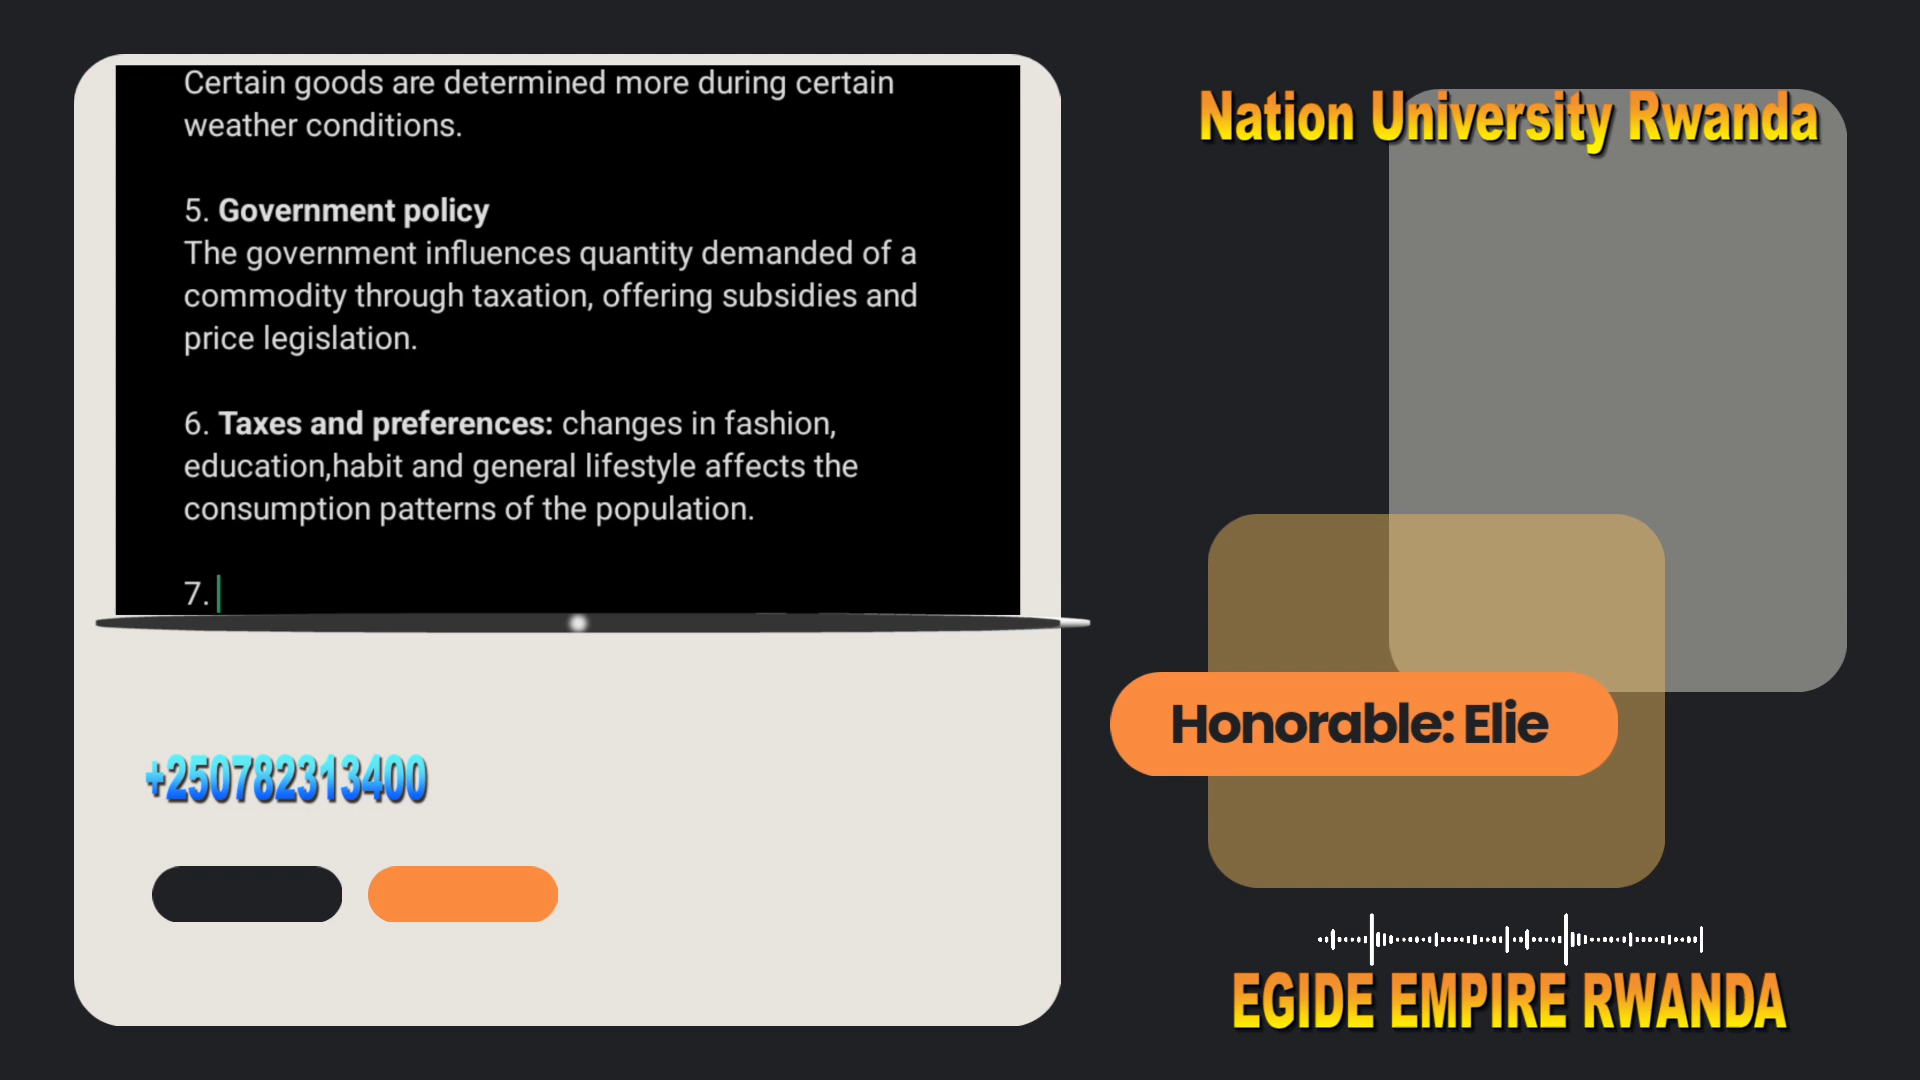 Certain goods are determined more during certain
weather conditions.
5. Government policy
The government influences quantity demanded of a
commodity through taxation, offering subsidies and
price legislation.
6. Taxes and preferences: changes in fashion,
education,habit and general lifestyle affects the
consumption patterns of the population.
7.
+250782313400
Nation University Rwanda
Honorable: Elie
EGIDE EMPIRE RWANDA